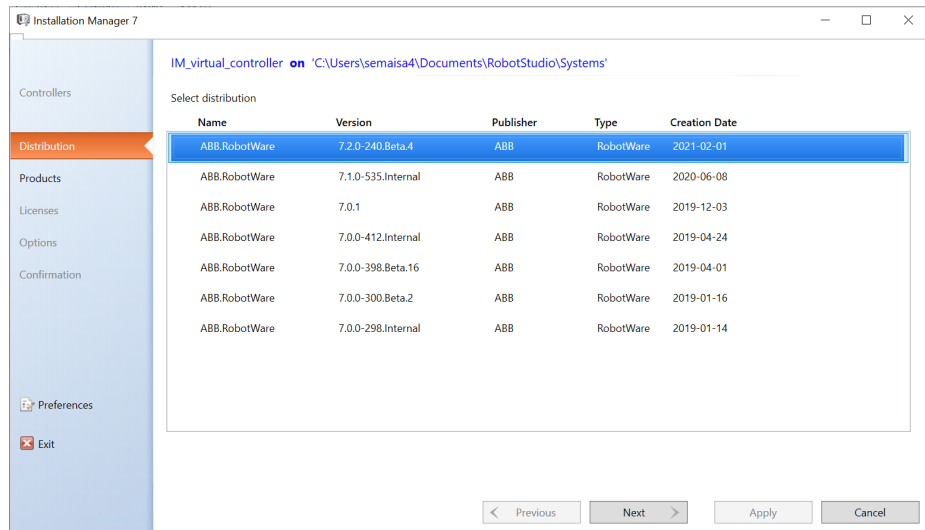 Installation Manager 7
IM_virtual_controller on 'C:\Users\semaisa4\Documents\RobotStudio\Systems'
Controllers
Distribution
Products
Licenses
Options
Confirmation
Preferences
Exit
Select distribution
Name Version Publisher Type Creation Date
ABB.RobotWare 7.2.0-240.Beta.4 ABB RobotWare 2021-02-01
ABB.RobotWare 7.1.0-535.Internal ABB RobotWare 2020-06-08
ABB.RobotWare 7.0.1 ABB RobotWare 2019-12-03
ABB.RobotWare 7.0.0-412.Internal ABB RobotWare 2019-04-24
ABB.RobotWare 7.0.0-398.Beta.16 ABB RobotWare 2019-04-01
ABB.RobotWare 7.0.0-300.Beta.2 ABB RobotWare 2019-01-16
ABB.RobotWare 7.0.0-298.Internal ABB RobotWare 2019-01-14
Previous Next Apply Cancel